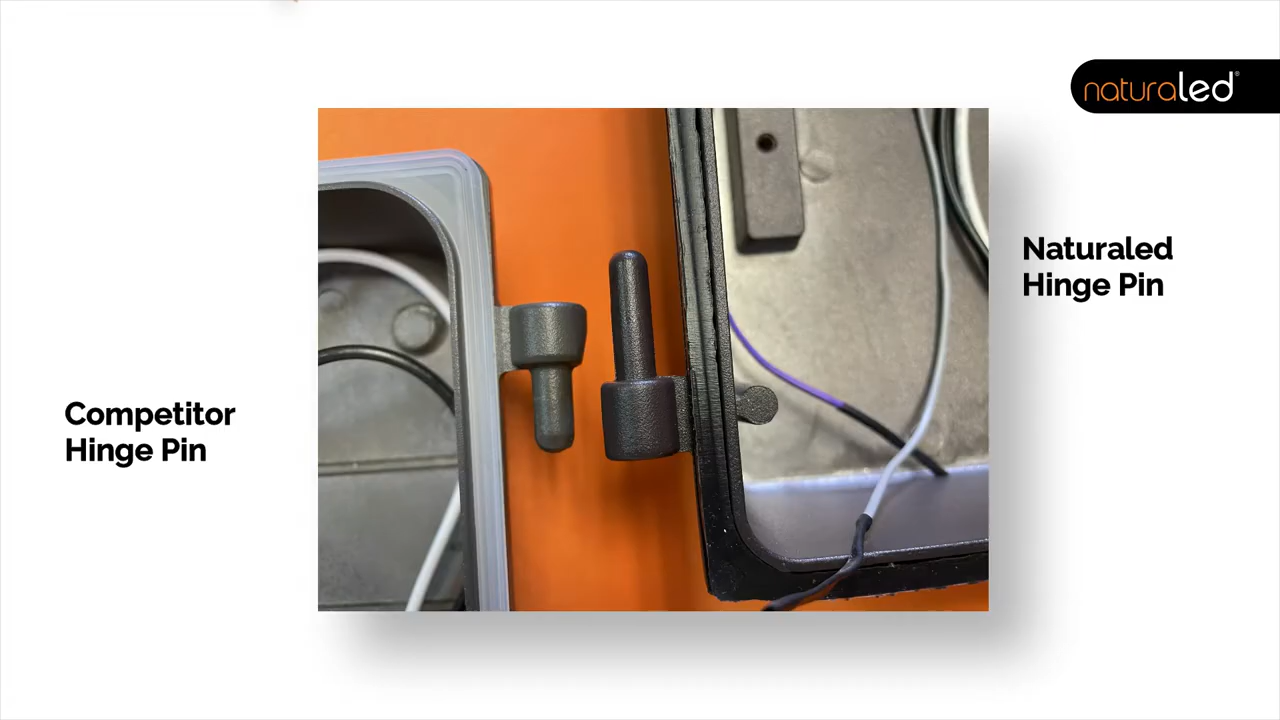 naturaled®
Naturaled
Hinge Pin
Competitor
Hinge Pin